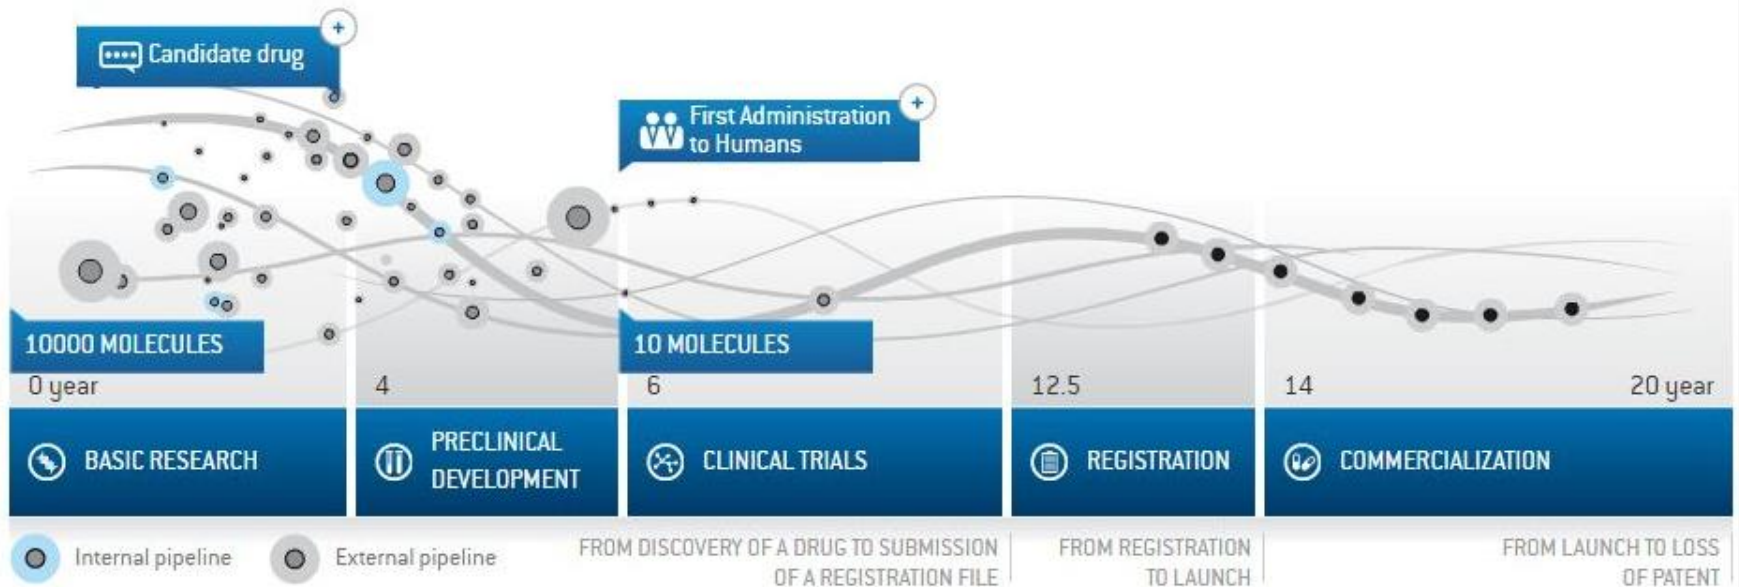 Candidate drug
First Administration
to Humans
10000 MOLECULES
10 MOLECULES
0 year
4
6
12.5
14
20 year
BASIC RESEARCH
PRECLINICAL
DEVELOPMENT
CLINICAL TRIALS
REGISTRATION
COMMERCIALIZATION
Internal pipeline
External pipeline
FROM DISCOVERY OF A DRUG TO SUBMISSION
OF A REGISTRATION FILE
FROM REGISTRATION
TO LAUNCH
FROM LAUNCH TO LOSS
OF PATENT